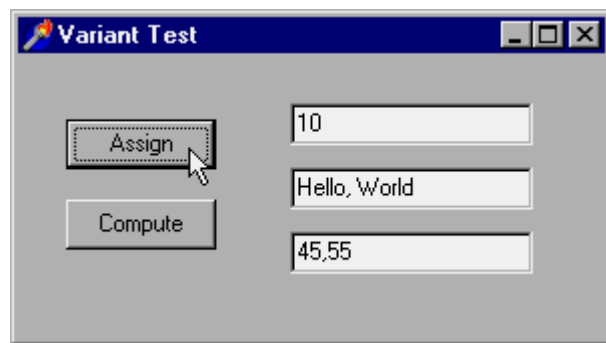 Variant Test
Assign
10
Hello, World
Compute
45,55